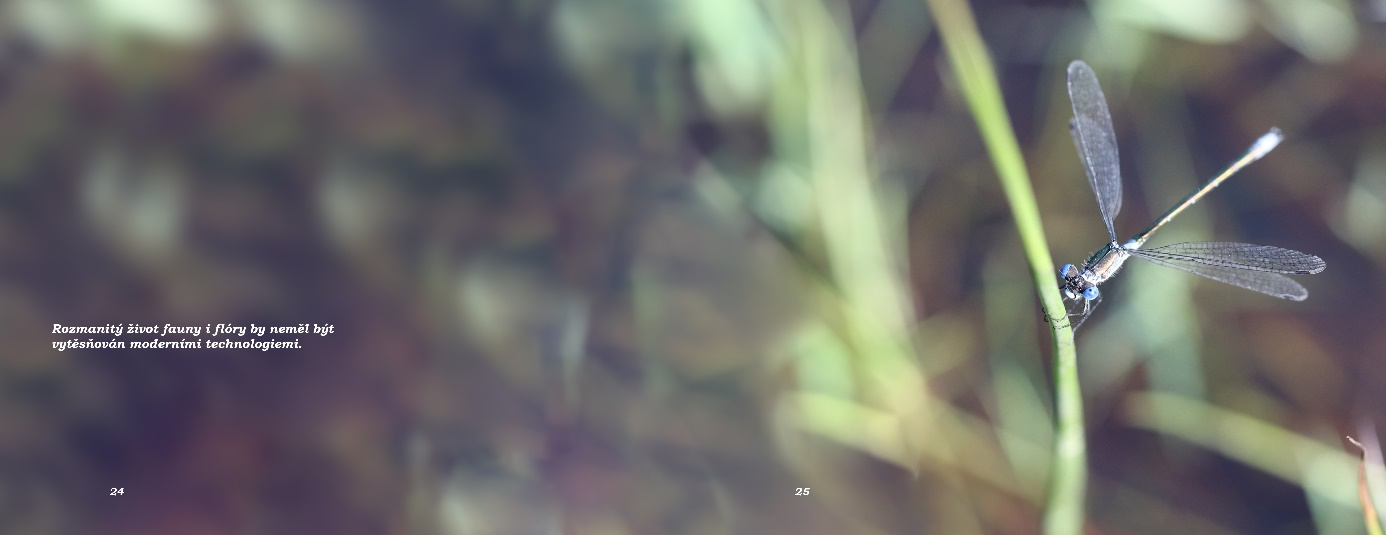 Rozmanitý život fauny i flóry by neměl být
vytěsňován moderními technologiemi.
24
25